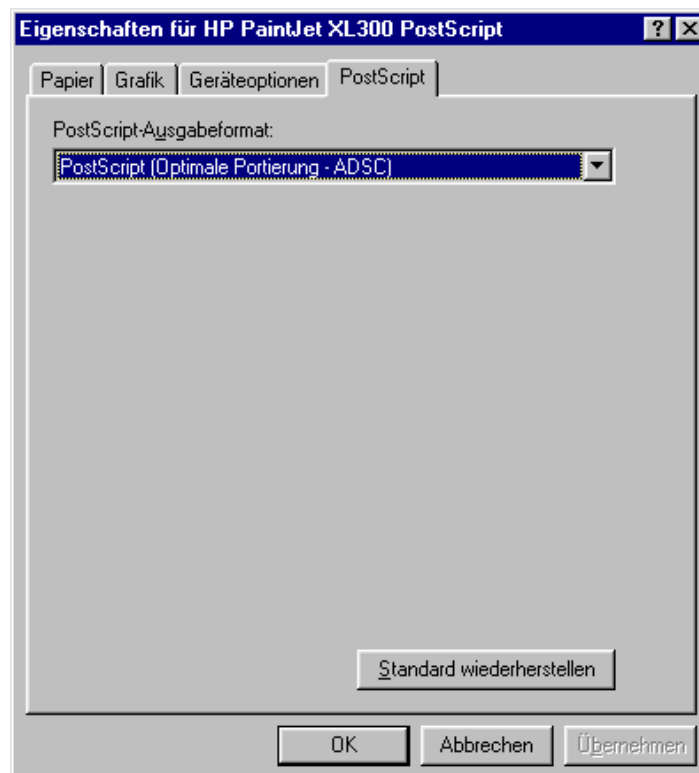 Eigenschaften für HP PaintJet XL300 PostScript
Papier Grafik Geräteoptionen PostScript
PostScript-Ausgabeformat:
PostScript (Optimale Portierung - ADSC)
Standard wiederherstellen
OK Abbrechen Übernehmen